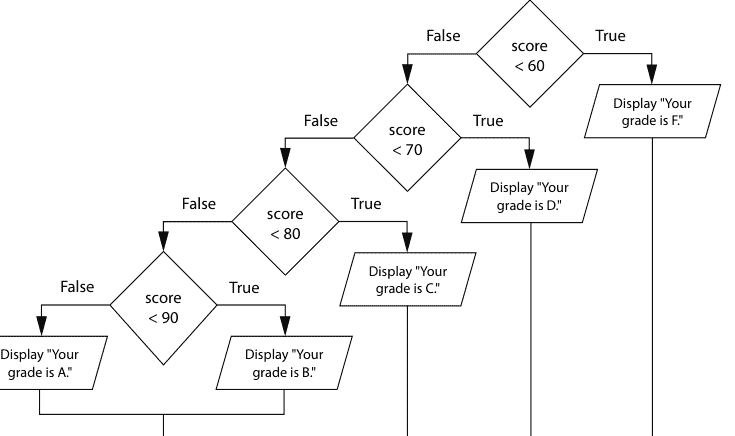 False
True
score
< 60
Display "Your
grade is F."
False
True
score
< 70
Display "Your
grade is D."
False
True
score
< 80
Display "Your
grade is C."
False
True
score
< 90
Display "Your
grade is A."
Display "Your
grade is B."